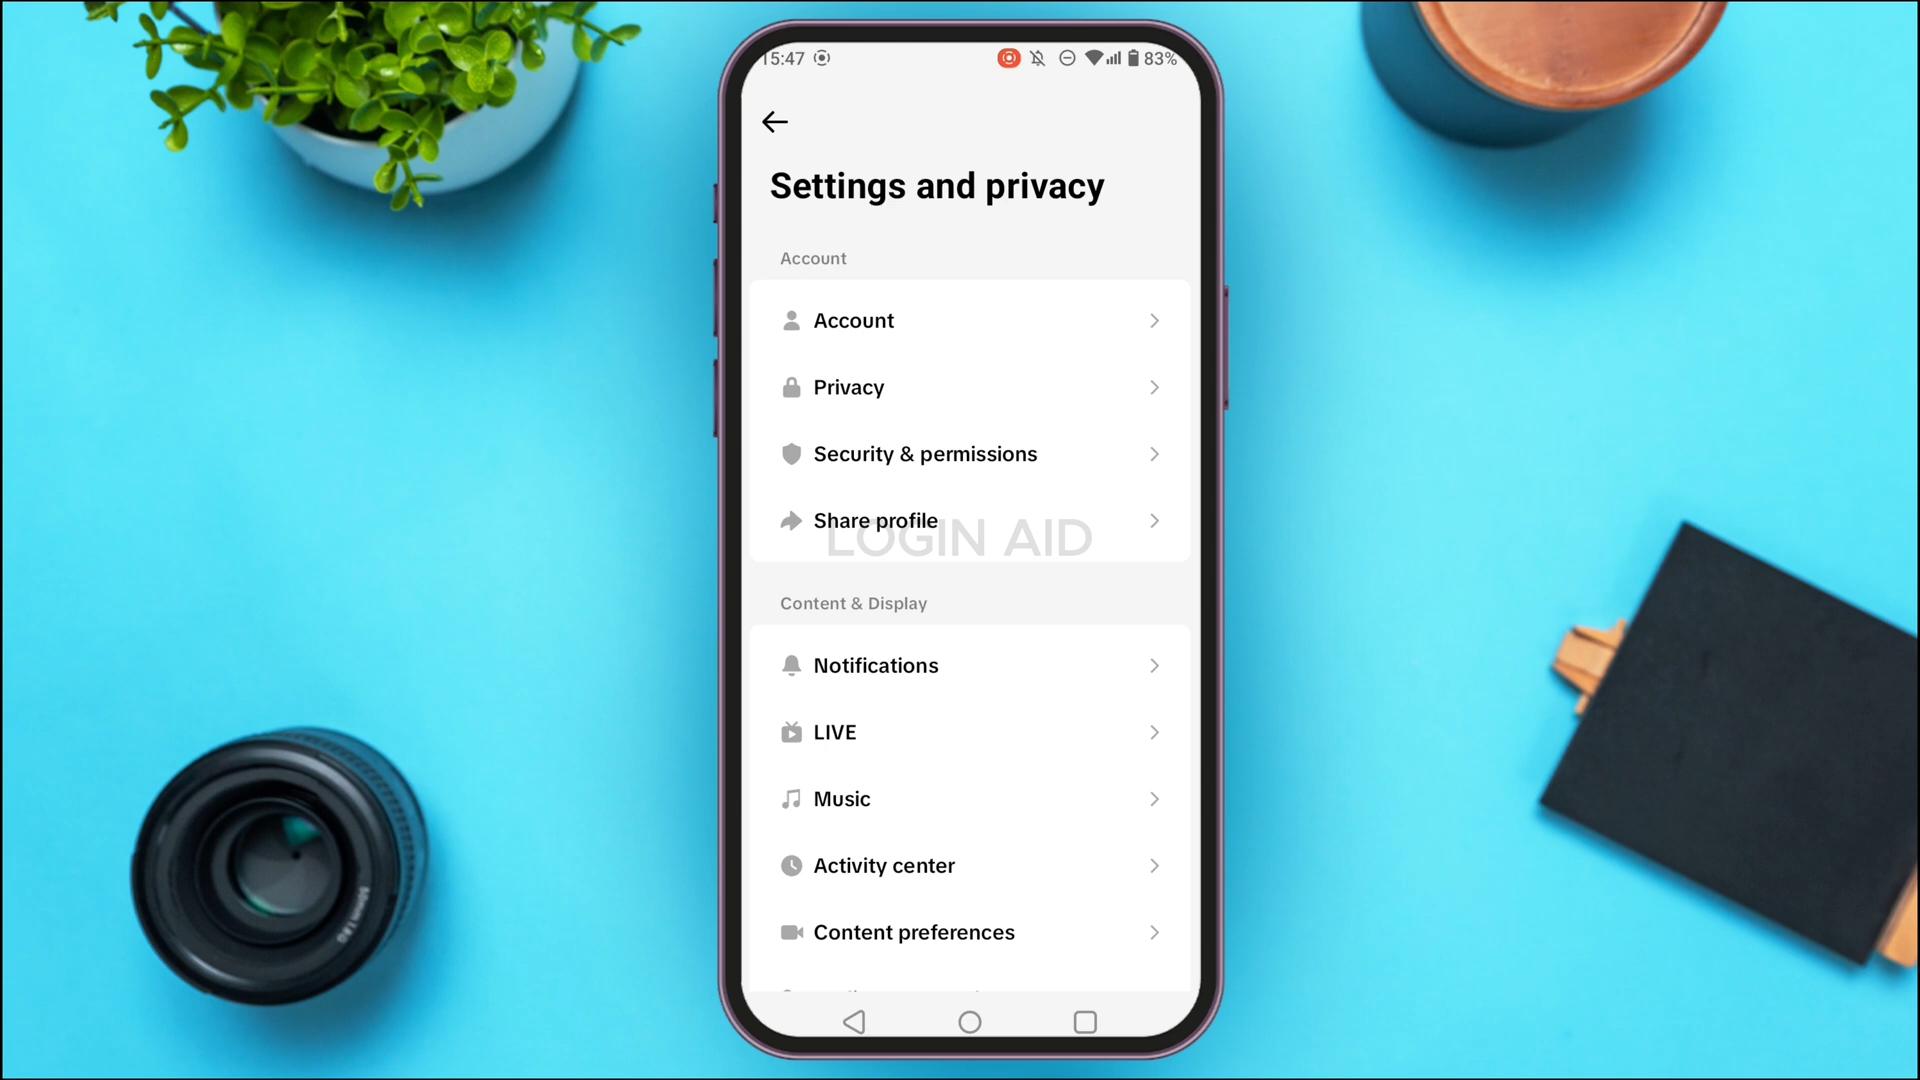 15:47 83%
Settings and privacy
Account
Account
Privacy
Security & permissions
Share profile
LOGIN AID
Content & Display
Notifications
LIVE
Music
Activity center
Content preferences